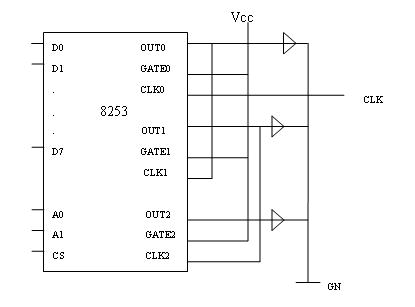 Vcc
D0 OUT0
D1 GATE0
. CLK0
CLK
8253
.
. OUT1
D7 GATE1
CLK1
A0 OUT2
A1 GATE2
CS CLK2
GN